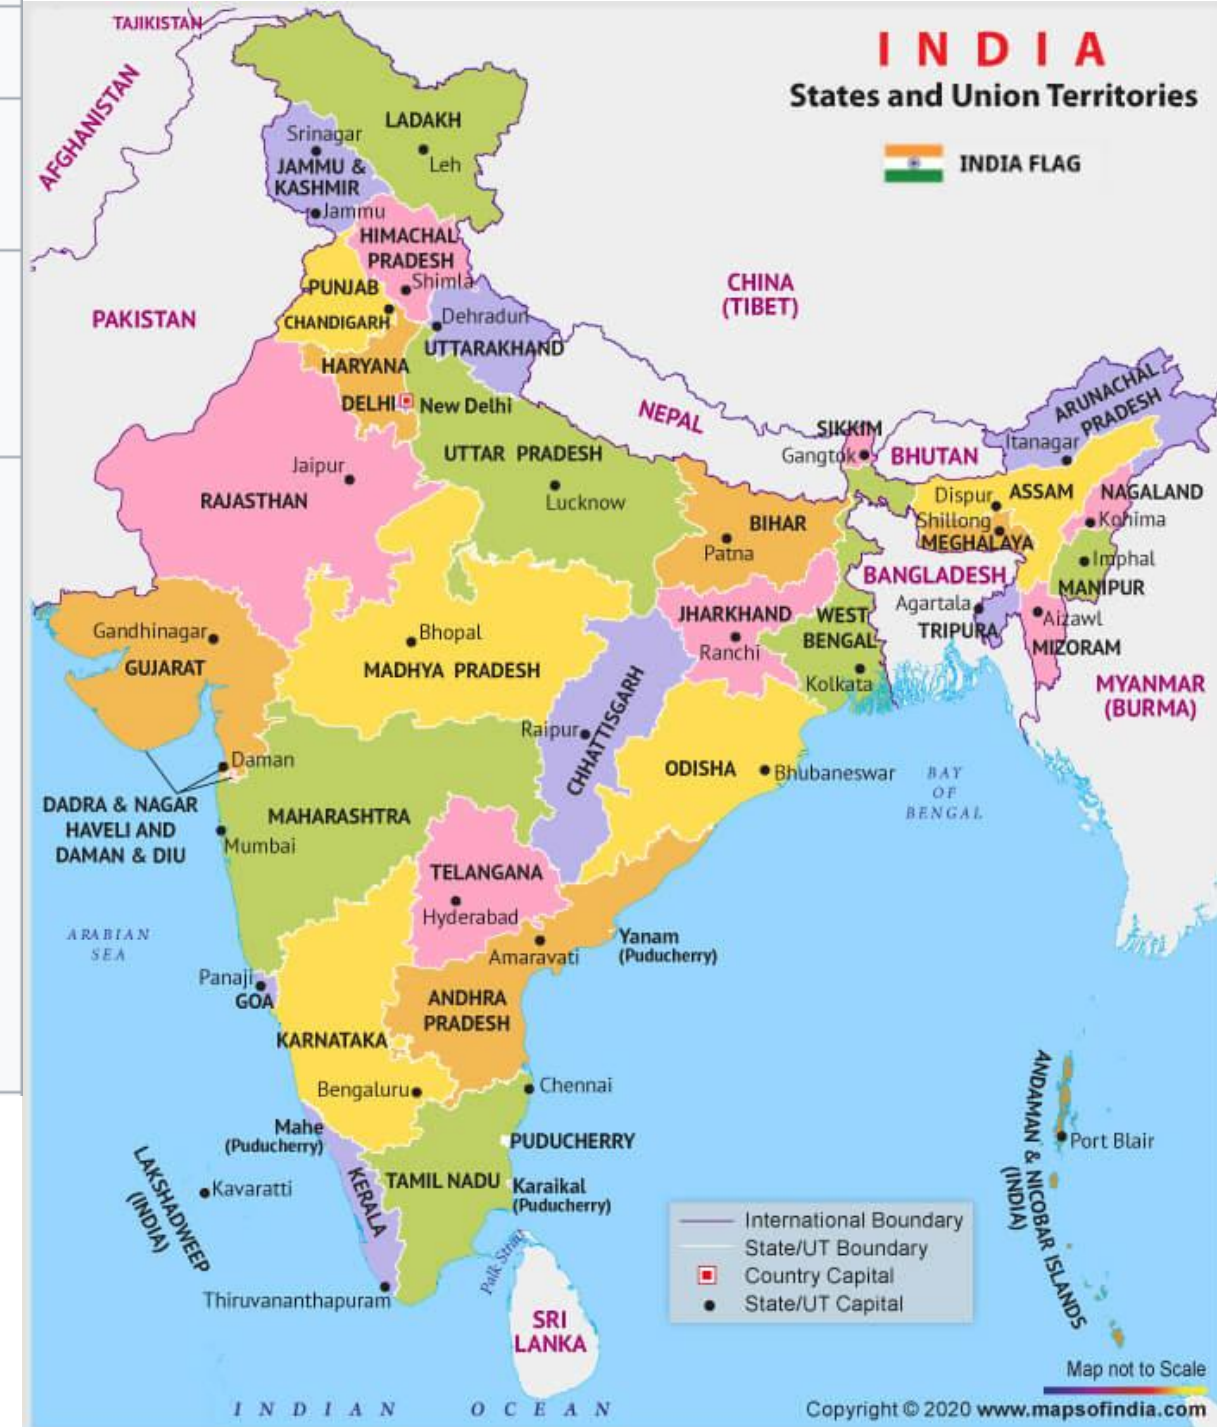 TAJIKISTAN
INDIA
States and Union Territories
AFGHANISTAN
LADAKH
Srinagar
Leh
JAMMU &
KASHMIR
INDIA FLAG
Jammu
HIMACHAL
PRADESH
Shimla
PUNJAB
CHINA
(TIBET)
PAKISTAN
CHANDIGARH
Dehradun
UTTARAKHAND
HARYANA
DELHI
New Delhi
NEPAL
SIKKIM
Gangtok
BHUTAN
ARUNACHAL
PRADESH
Itanagar
UTTAR PRADESH
Jaipur
RAJASTHAN
Lucknow
BIHAR
Patna
Dispur
ASSAM
NAGALAND
Shillong
Kohima
MEGHALAYA
Imphal
BANGLADESH
MANIPUR
Agartala
TRIPURA
Aizawl
MIZORAM
Gandhinagar
GUJARAT
Bhopal
MADHYA PRADESH
JHARKHAND
Ranchi
WEST
BENGAL
Kolkata
MYANMAR
(BURMA)
Raipur
CHHATTISGARH
ODISHA
Bhubaneswar
BAY
OF
BENGAL
Daman
DADRA & NAGAR
HAVELI AND
DAMAN & DIU
MAHARASHTRA
Mumbai
TELANGANA
Hyderabad
ARABIAN
SEA
Amaravati
Yanam
(Puducherry)
Panaji
GOA
ANDHRA
PRADESH
KARNATAKA
Bengaluru
Chennai
Mahe
(Puducherry)
PUDUCHERRY
ANDAMAN & NICOBAR ISLANDS
(INDIA)
Port Blair
LAKSHADWEEP
(INDIA)
Kavaratti
KERALA
TAMIL NADU
Karaikal
(Puducherry)
Palk Strait
Thiruvananthapuram
SRI
LANKA
International Boundary
State/UT Boundary
Country Capital
State/UT Capital
Map not to Scale
INDIAN OCEAN
Copyright © 2020 www.mapsofindia.com